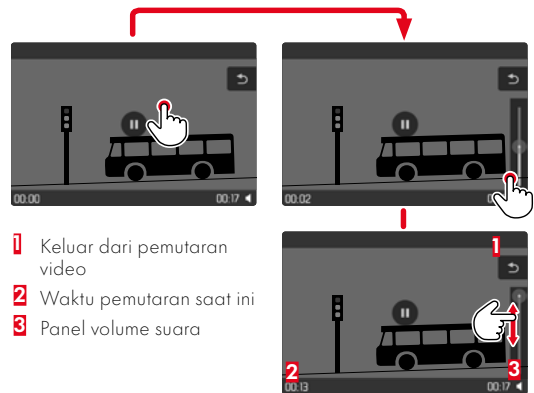 00:00
00:17
00:02
1 Keluar dari pemutaran
video
2 Waktu pemutaran saat ini
3 Panel volume suara
1
2
3
00:13
00:17